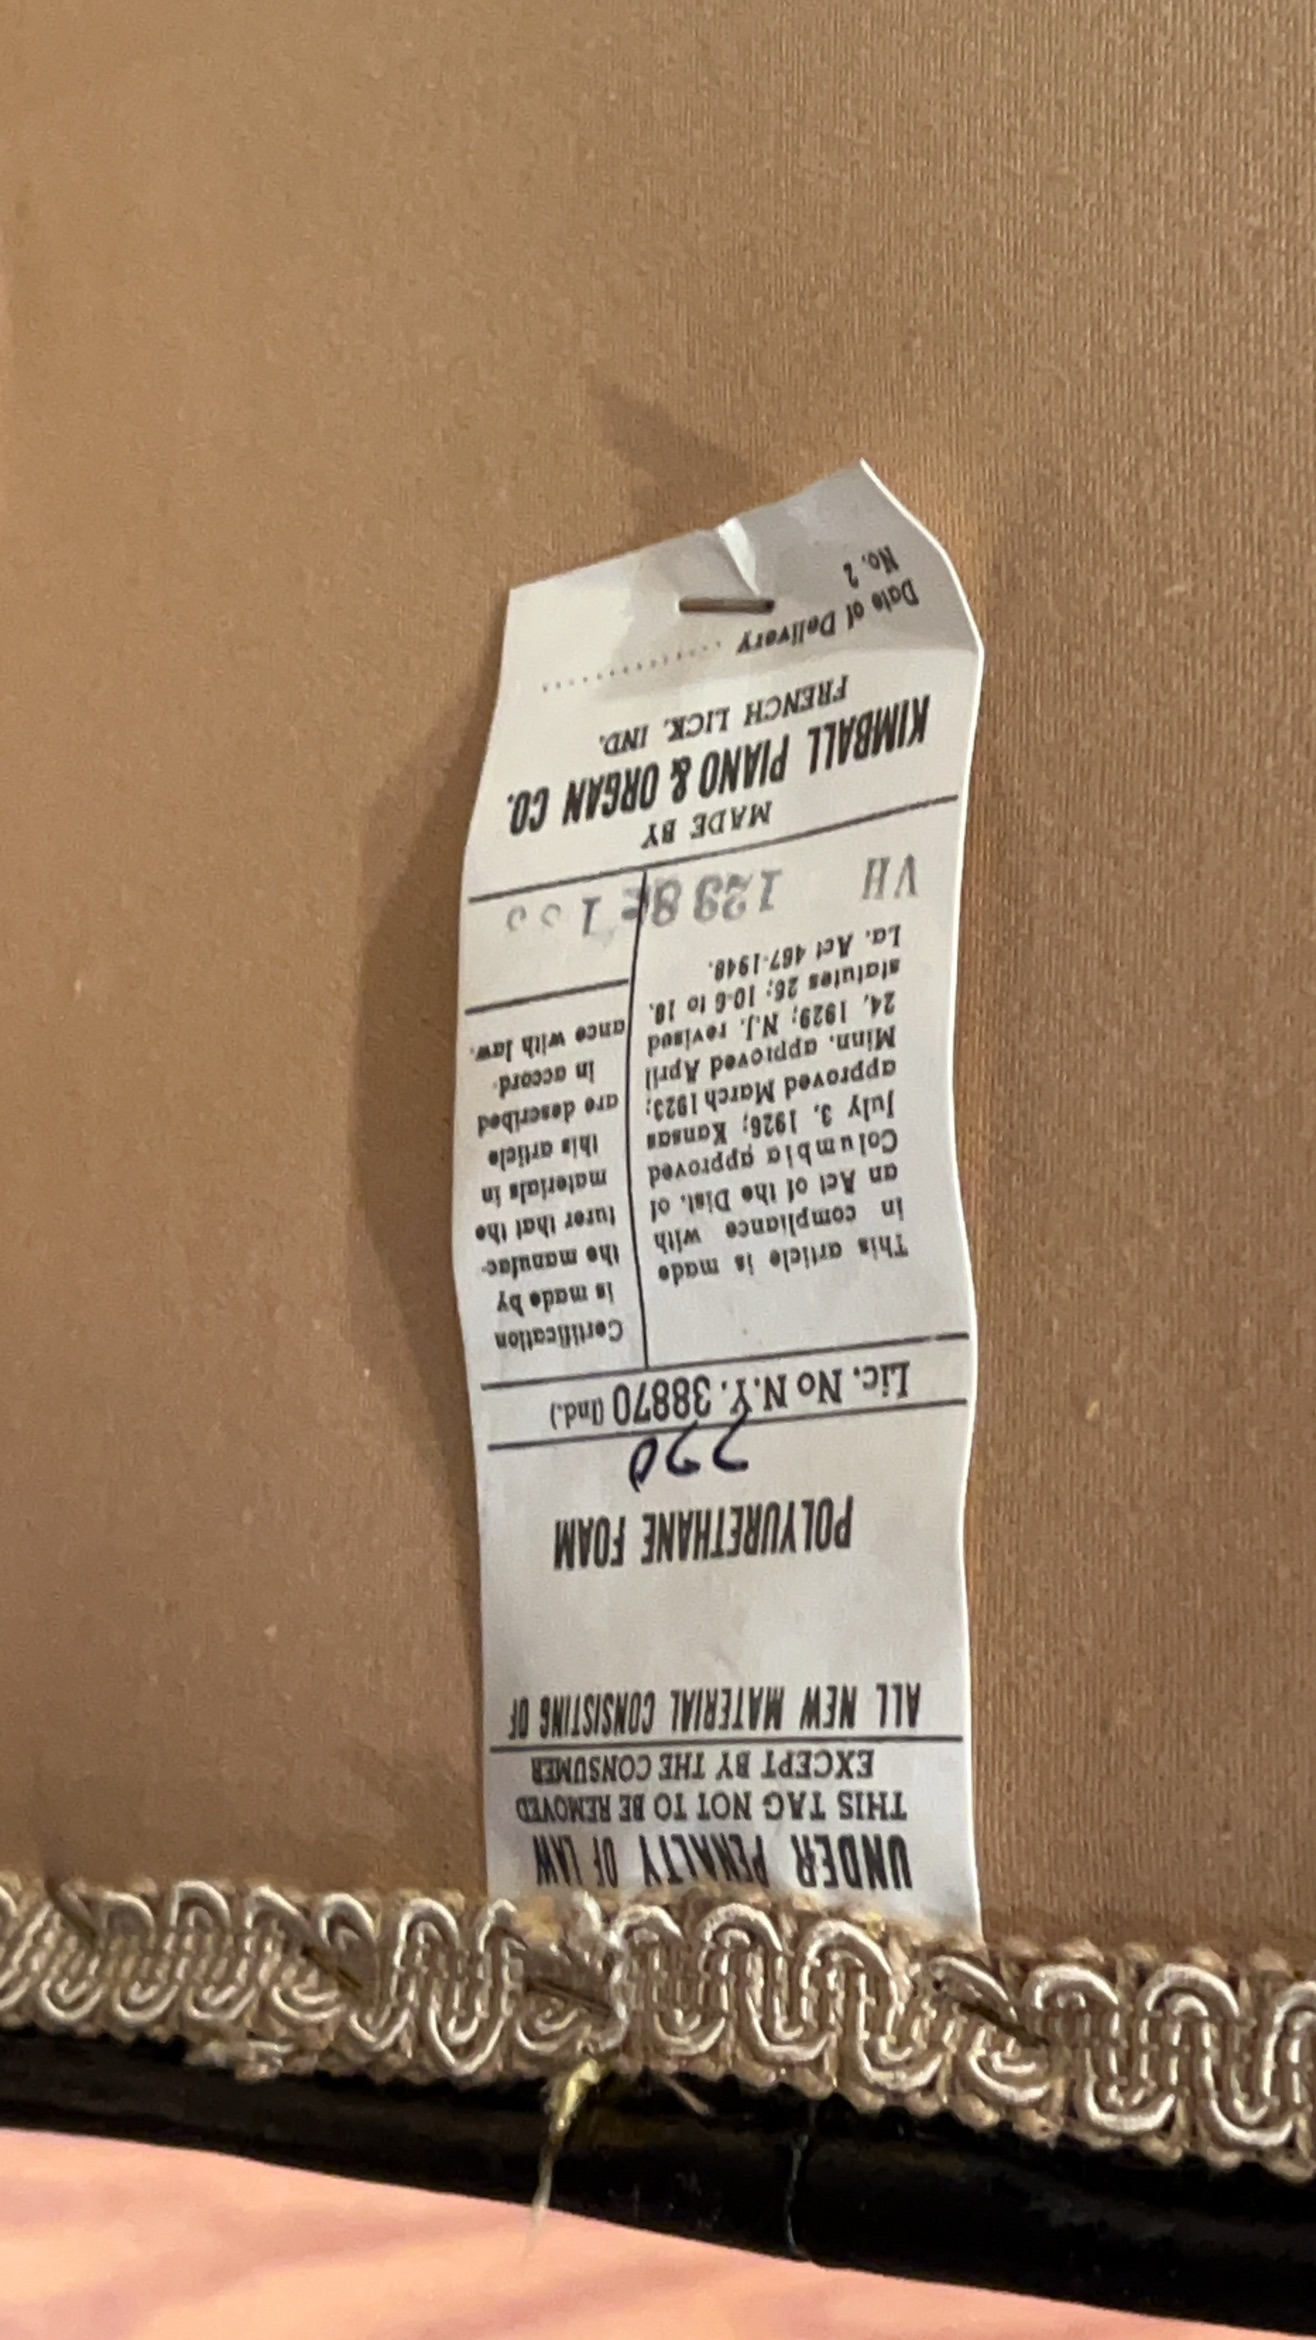 UNDER PENALTY OF LAW
THIS TAG NOT TO BE REMOVED
EXCEPT BY THE CONSUMER
ALL NEW MATERIAL CONSISTING OF
POLYURETHANE FOAM
220
Lic. No N.Y. 38870 (Ind.)
This article is made
in compliance with
an Act of the Dist. of
Columbia approved
July 3, 1926; Kansas
approved March 1923;
Minn. approved April
24, 1929; N.J. revised
statutes 26; 10-6 to 18.
La. Act 467-1948.
Certification
is made by
the manufac-
turer that the
materials in
this article
are described
in accord-
ance with law.
VH
MADE BY
KIMBALL PIANO & ORGAN CO.
FRENCH LICK, IND.
Date of Delivery ............
No. 2